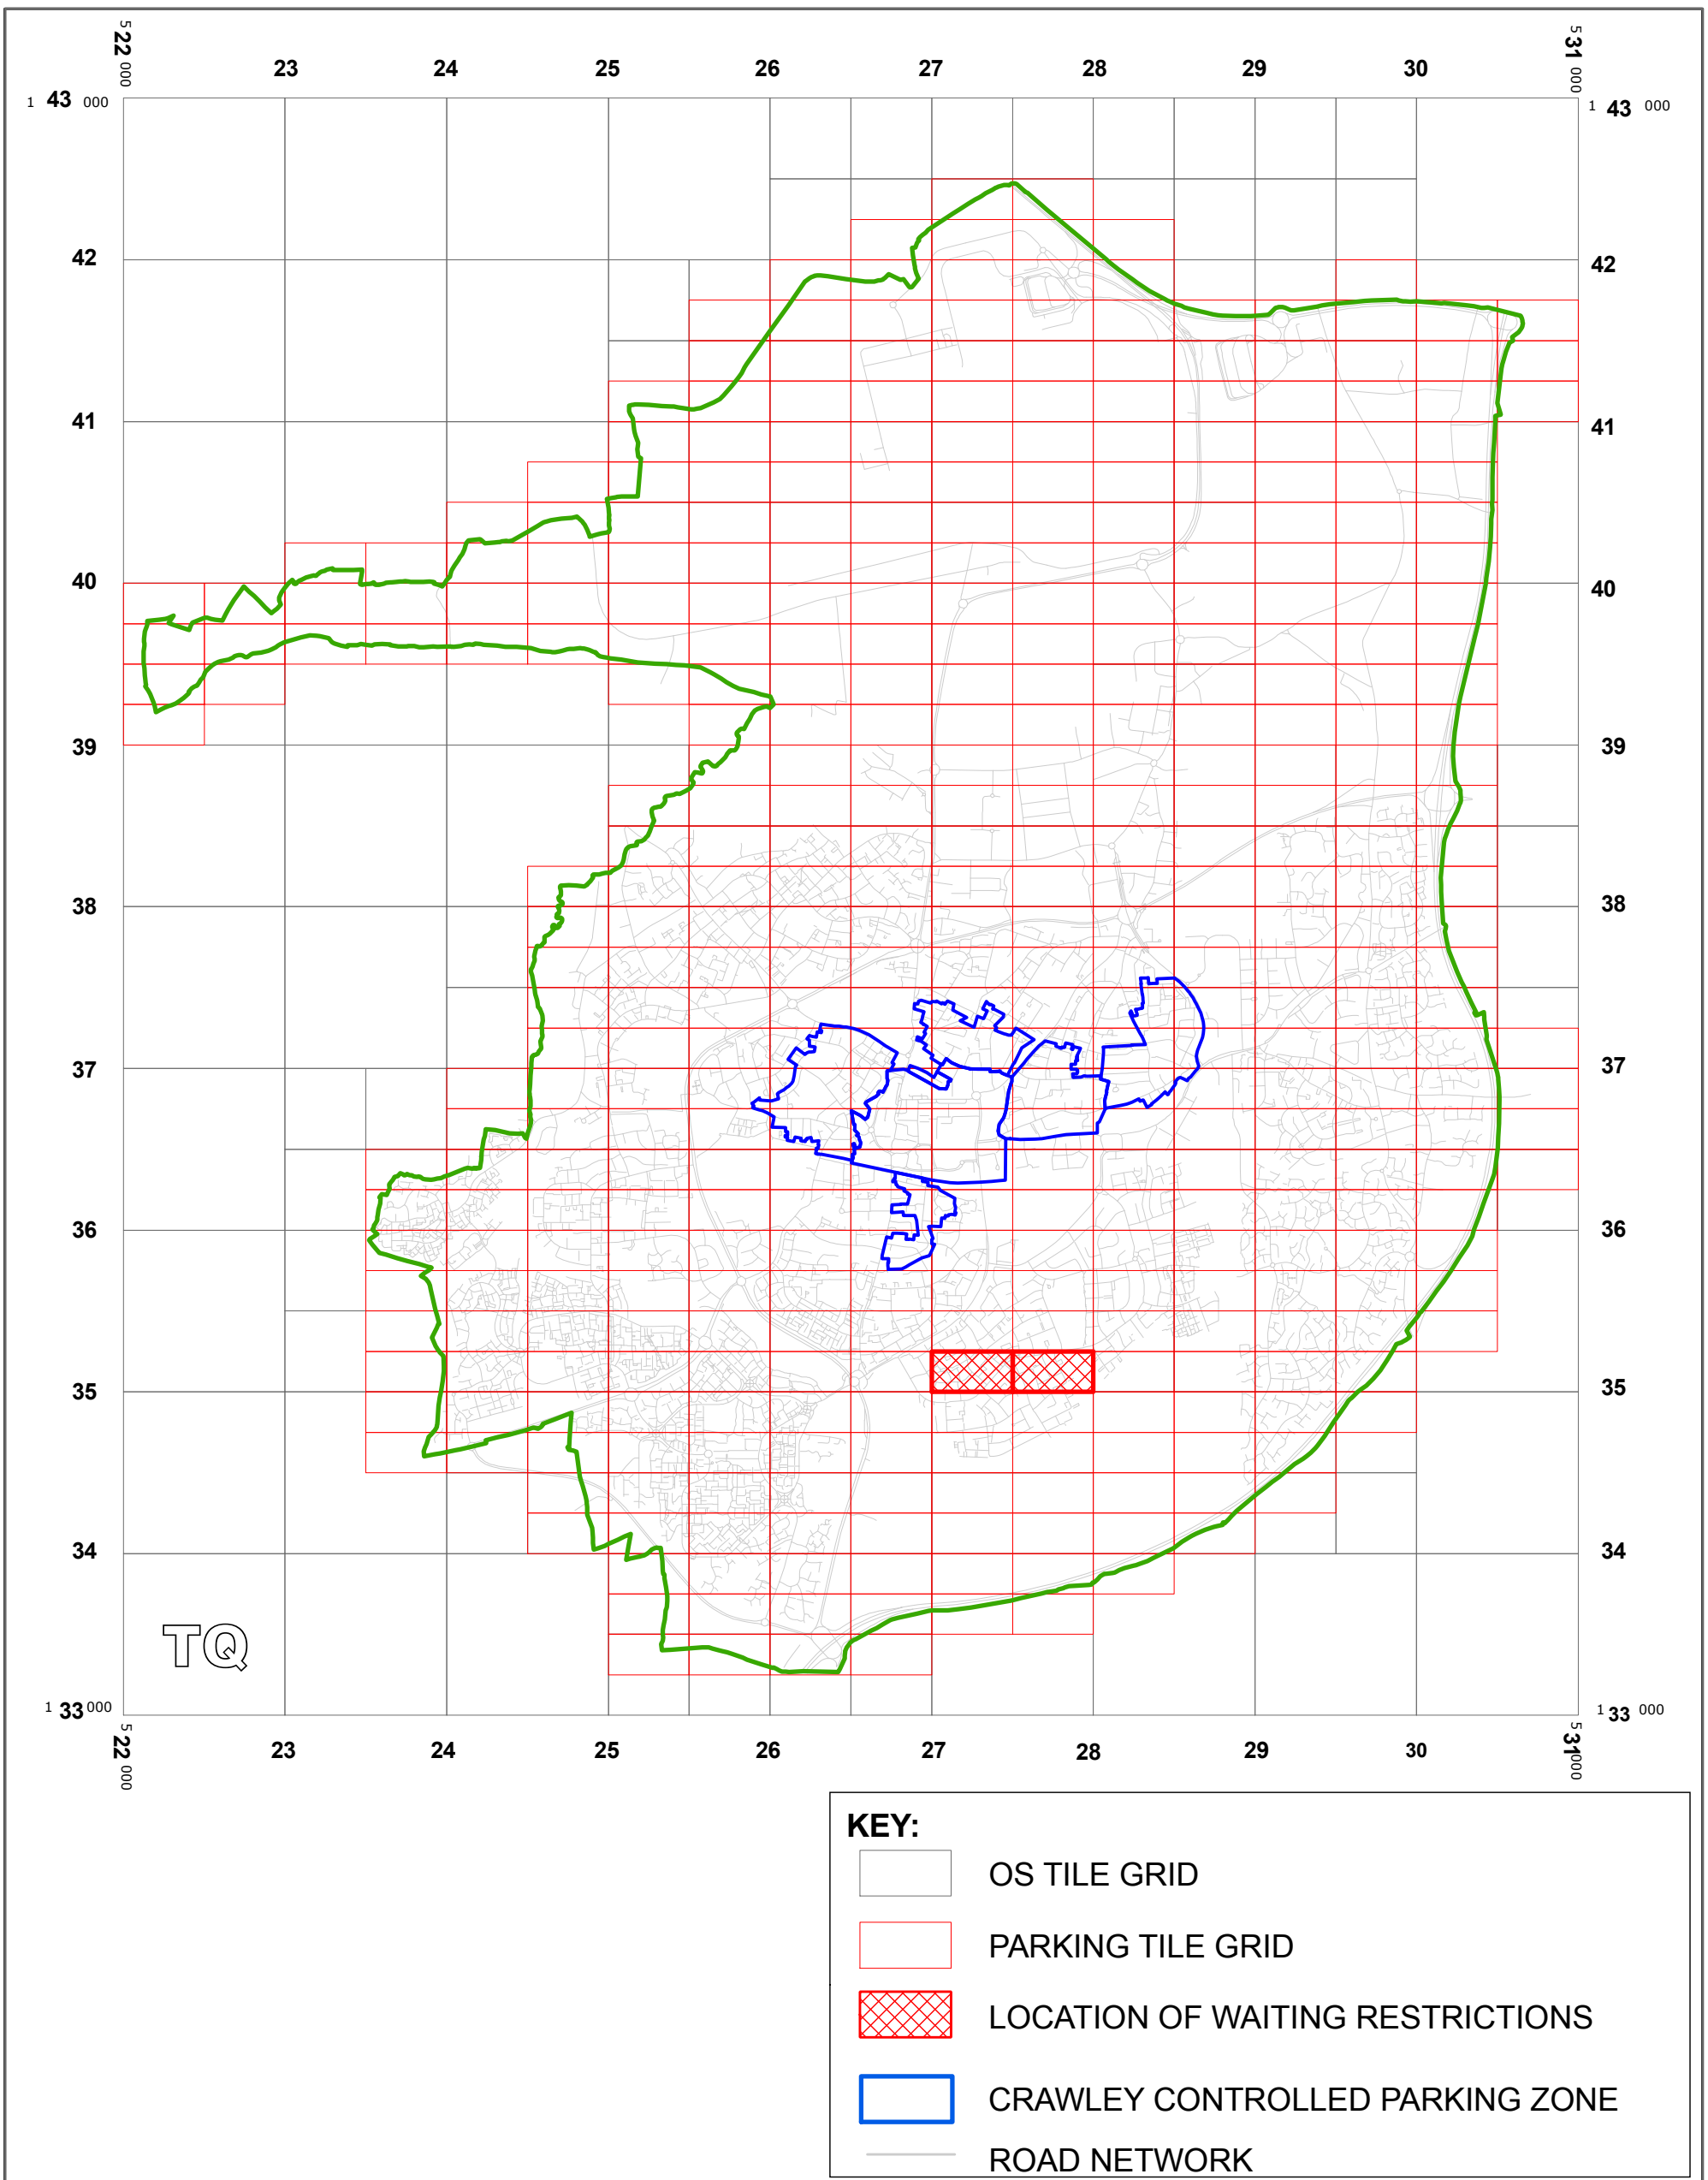 5 22 000
23
24
25
26
27
28
29
30
5 31 000
1 43 000
1 43 000
42
42
41
41
40
40
39
39
38
38
37
37
36
36
35
35
34
34
TQ
1 33 000
1 33 000
5 22 000
23
24
25
26
27
28
29
30
5 31 000
KEY:
OS TILE GRID
PARKING TILE GRID
LOCATION OF WAITING RESTRICTIONS
CRAWLEY CONTROLLED PARKING ZONE
ROAD NETWORK